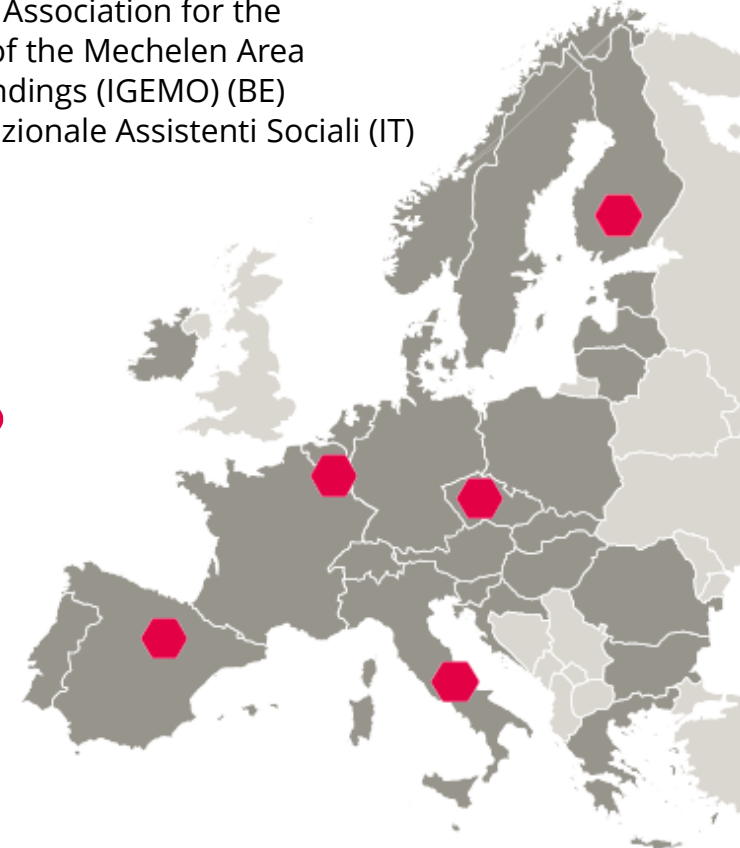 Association for the
of the Mechelen Area
ndings (IGEMO) (BE)
zionale Assistenti Sociali (IT)